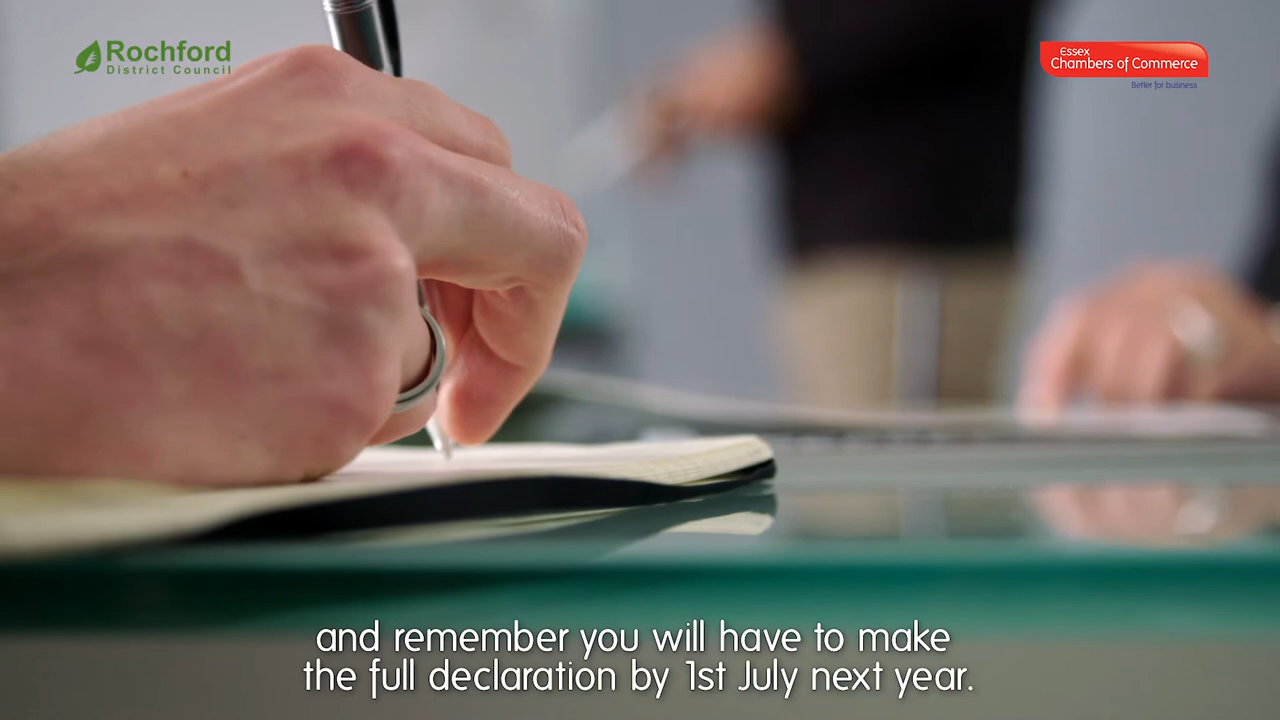 Rochford
District Council
Essex
Chambers of Commerce
Better for business
and remember you will have to make
the full declaration by 1st July next year.